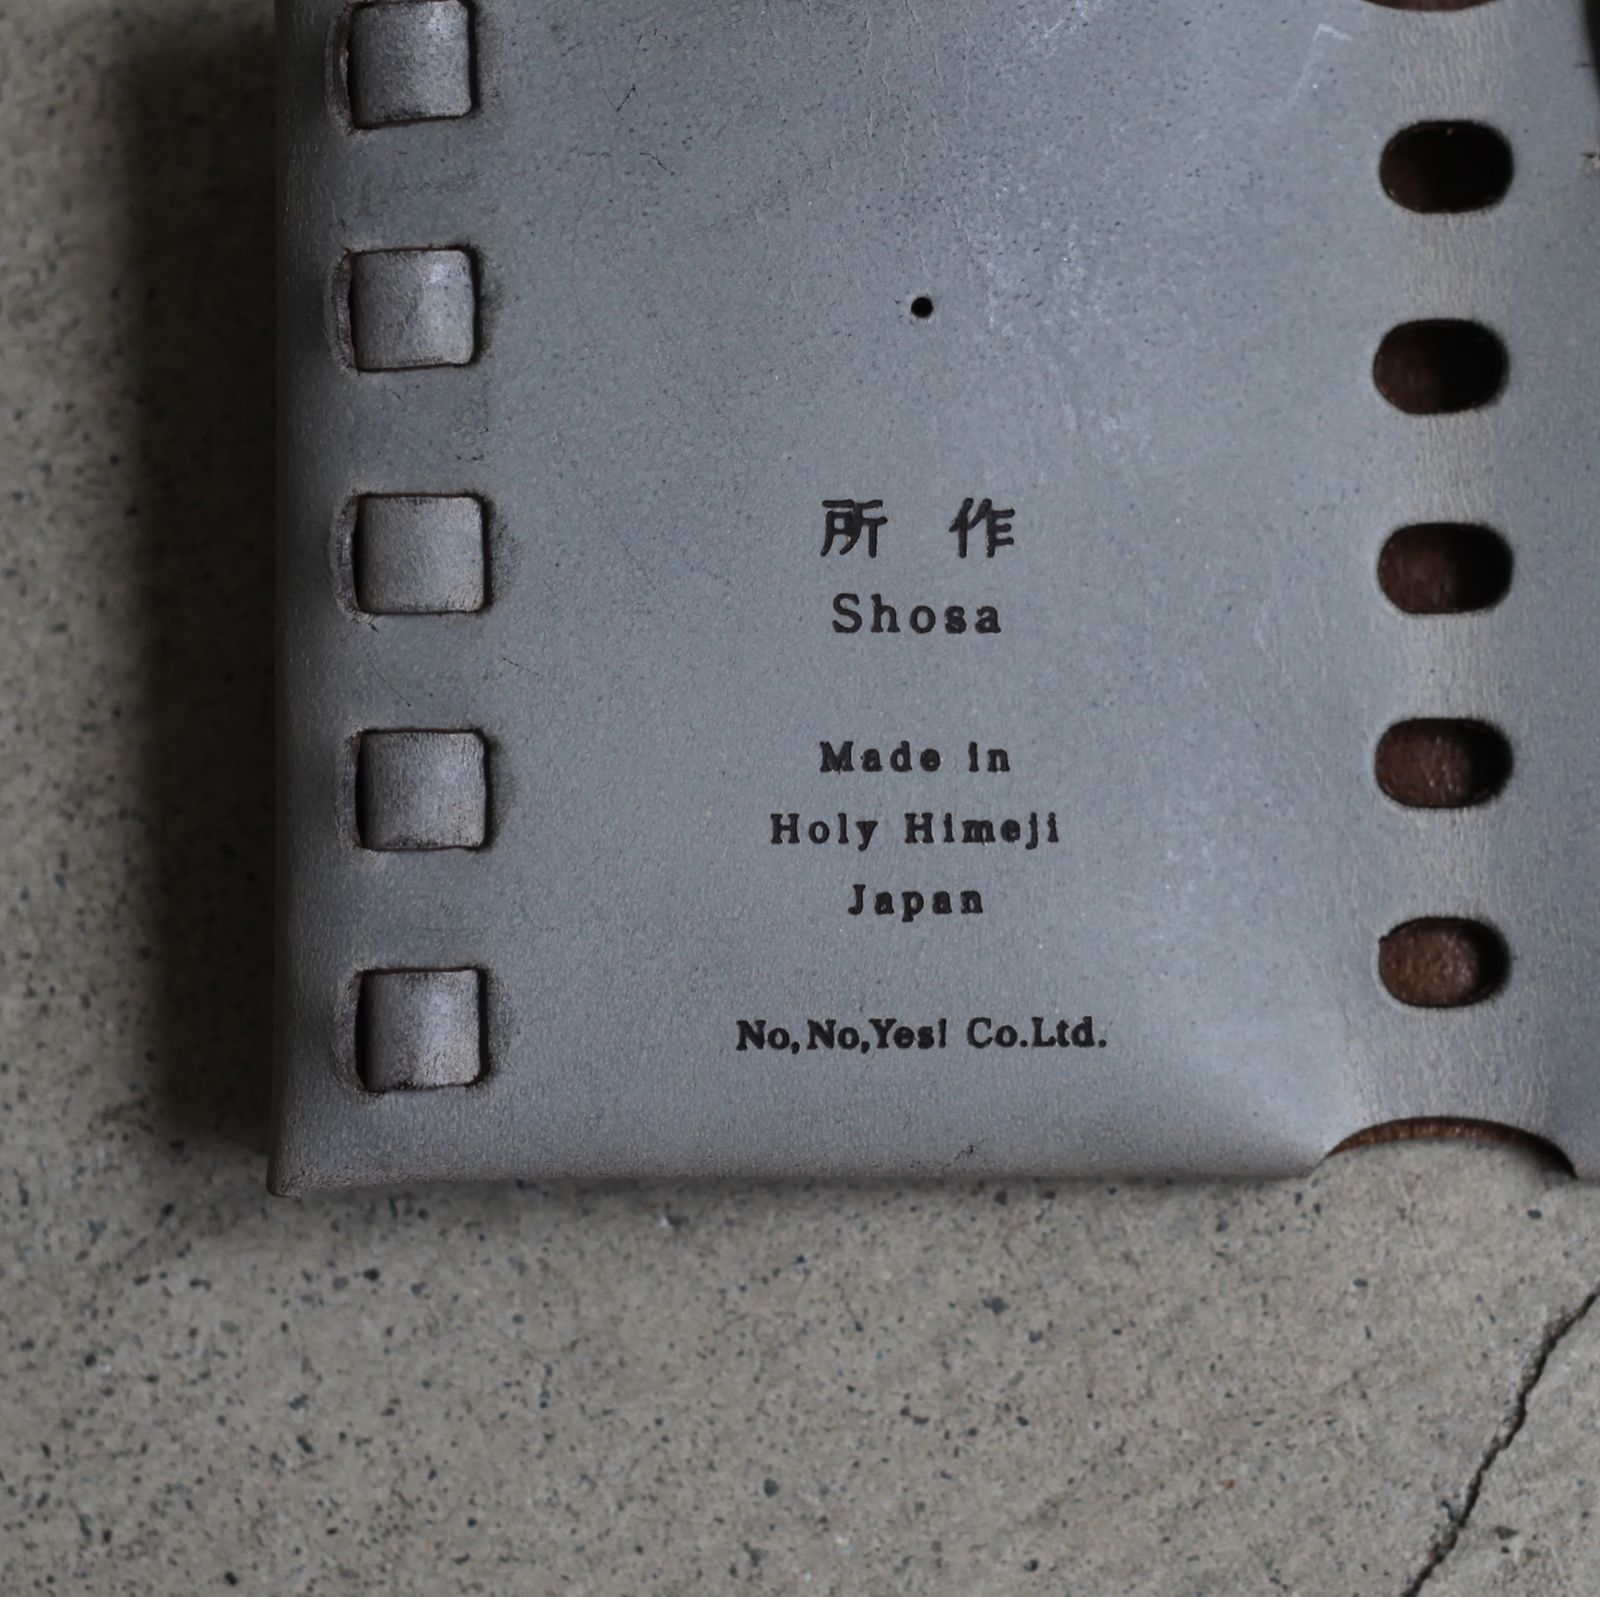 所作
Shosa
Made in
Holy Himeji
Japan
No,No,Yes! Co.Ltd.